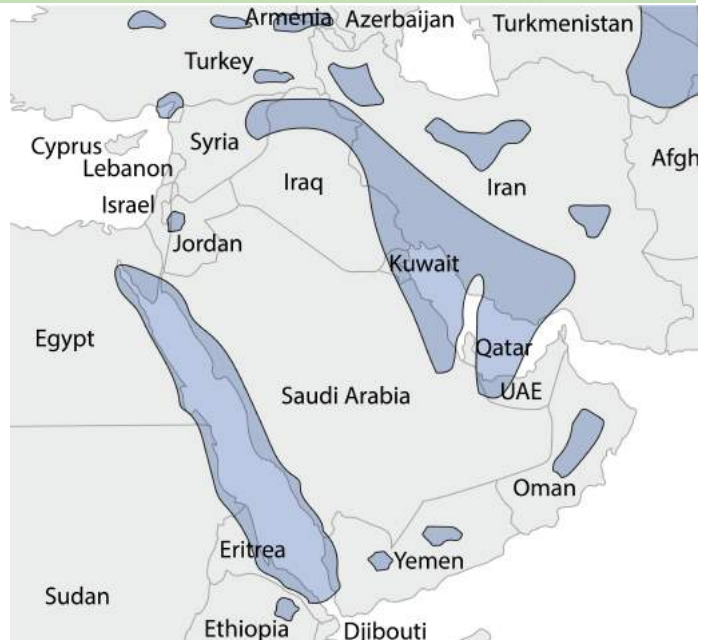 Armenia
Azerbaijan
Turkmenistan
Turkey
Cyprus
Syria
Lebanon
Afgh
Iraq
Iran
Israel
Jordan
Kuwait
Egypt
Qatar
Saudi Arabia
UAE
Oman
Eritrea
Yemen
Sudan
Ethiopia
Djibouti